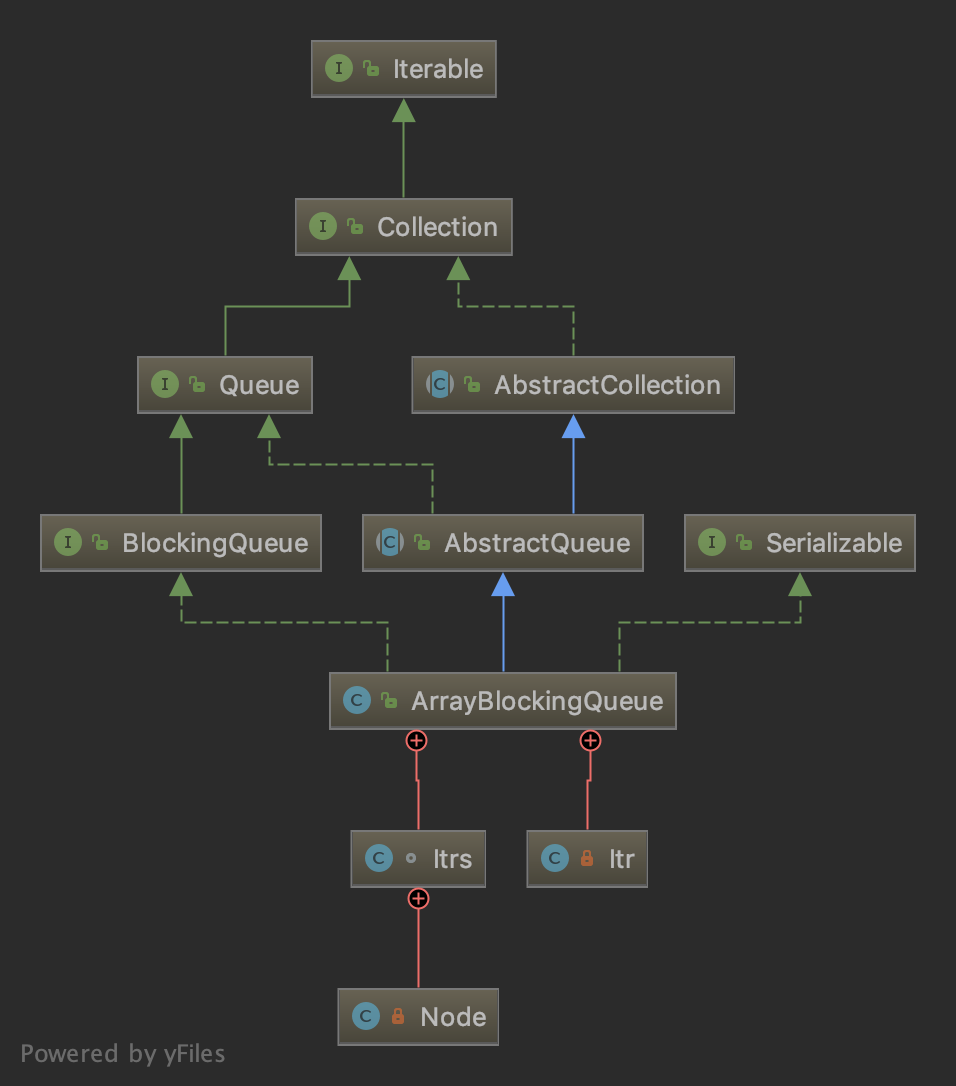 I Iterable
I Collection
I Queue
C AbstractCollection
I BlockingQueue
C AbstractQueue
I Serializable
C ArrayBlockingQueue
C Itrs
C Itr
C Node
Powered by yFiles